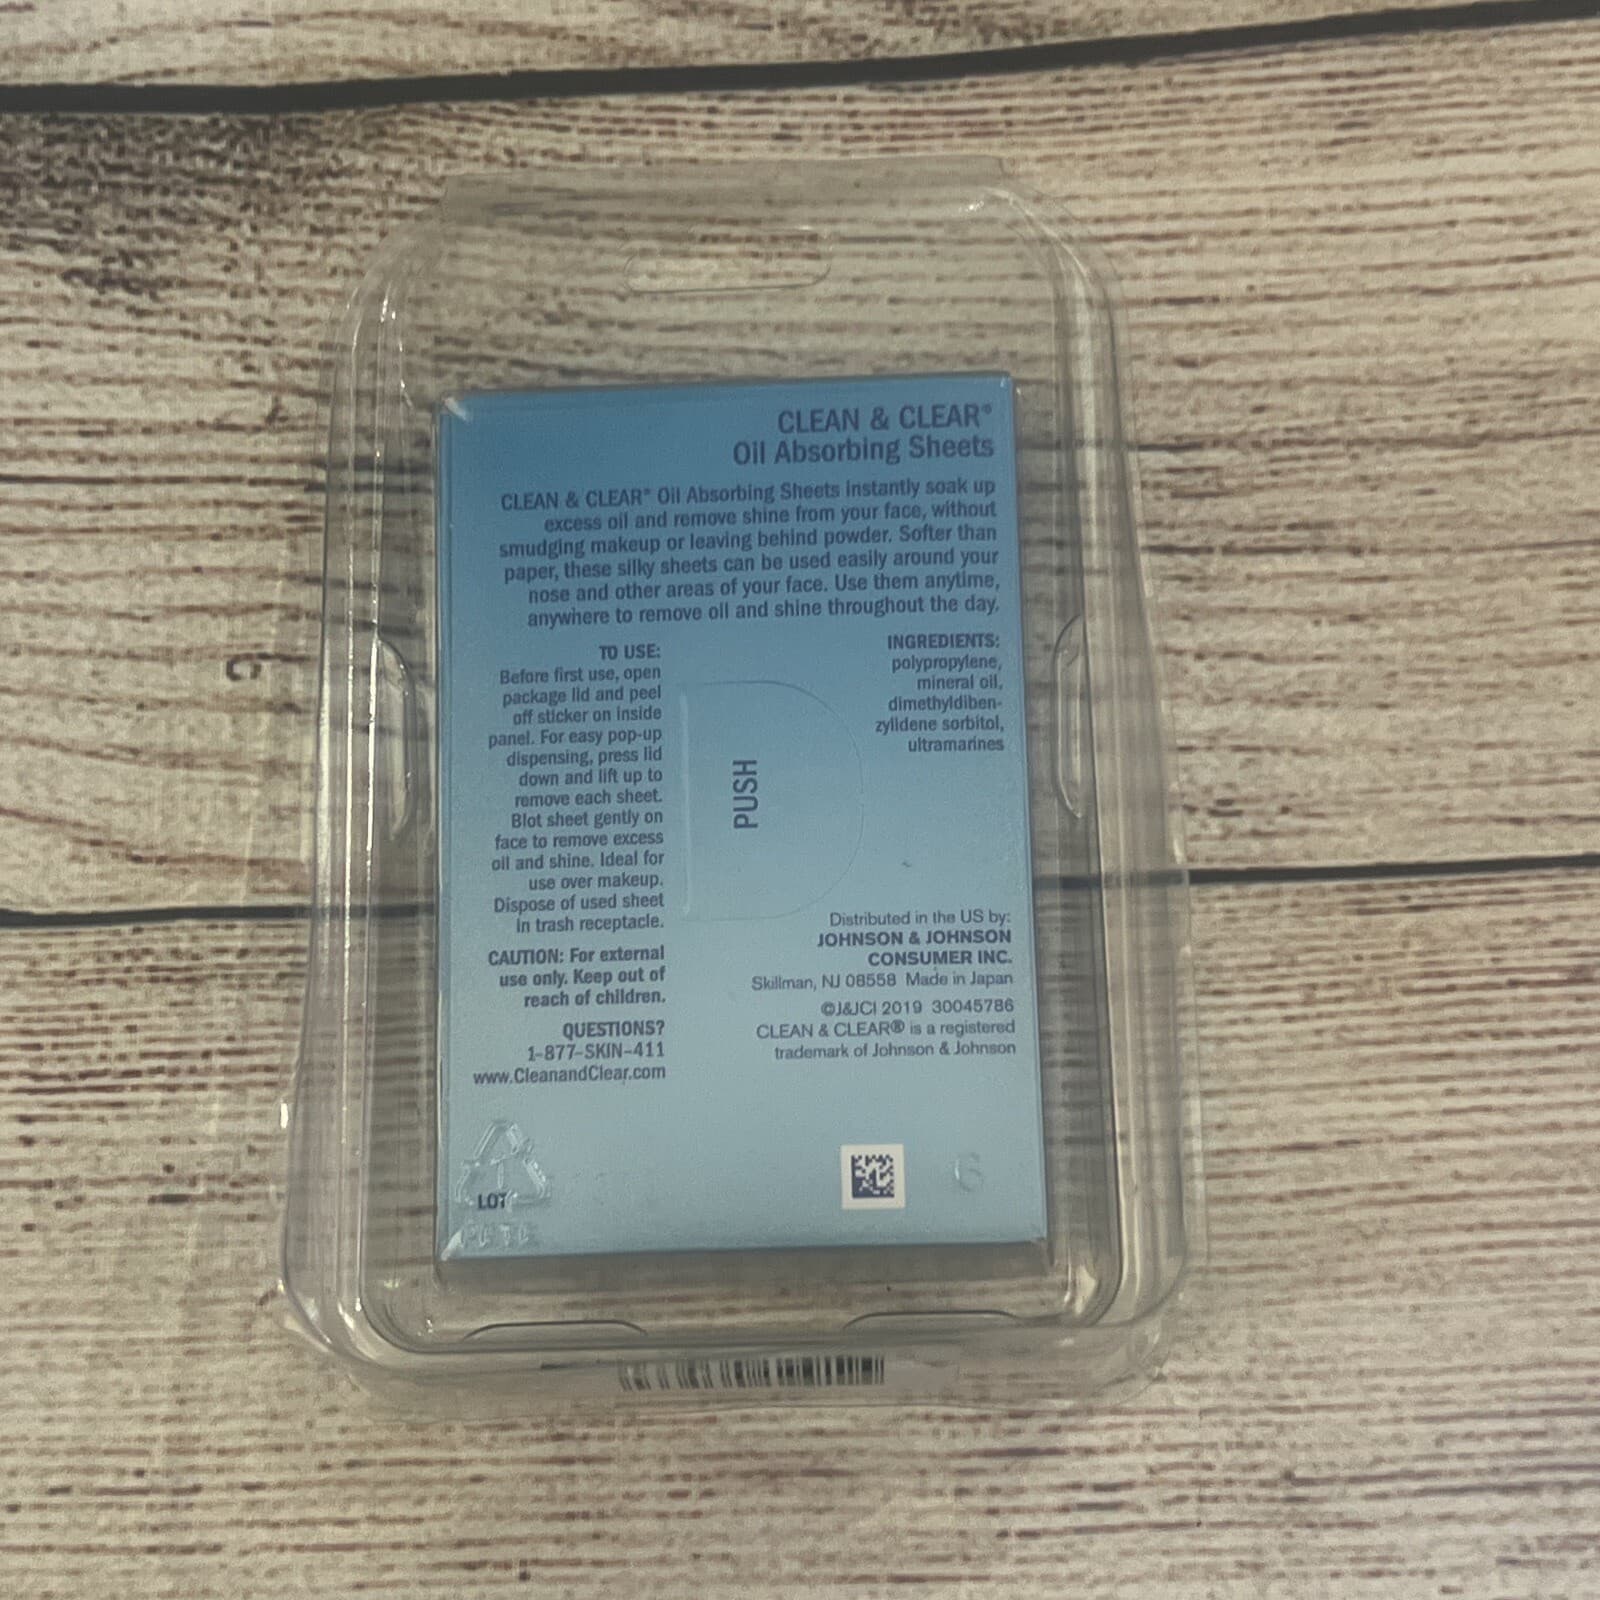 CLEAN & CLEAR®
Oil Absorbing Sheets
CLEAN & CLEAR® Oil Absorbing Sheets instantly soak up
excess oil and remove shine from your face, without
smudging makeup or leaving behind powder. Softer than
paper, these silky sheets can be used easily around your
nose and other areas of your face. Use them anytime,
anywhere to remove oil and shine throughout the day.
TO USE:
Before first use, open
package lid and peel
off sticker on inside
panel. For easy pop-up
dispensing, press lid
down and lift up to
remove each sheet.
Blot sheet gently on
face to remove excess
oil and shine. Ideal for
use over makeup.
Dispose of used sheet
in trash receptacle.
CAUTION: For external
use only. Keep out of
reach of children.
QUESTIONS?
1-877-SKIN-411
www.CleanandClear.com
LOT
PUSH
INGREDIENTS:
polypropylene,
mineral oil,
dimethyldiben-
zylidene sorbitol,
ultramarines
Distributed in the US by:
JOHNSON & JOHNSON
CONSUMER INC.
Skillman, NJ 08558 Made in Japan
©J&JCI 2019 30045786
CLEAN & CLEAR® is a registered
trademark of Johnson & Johnson
6